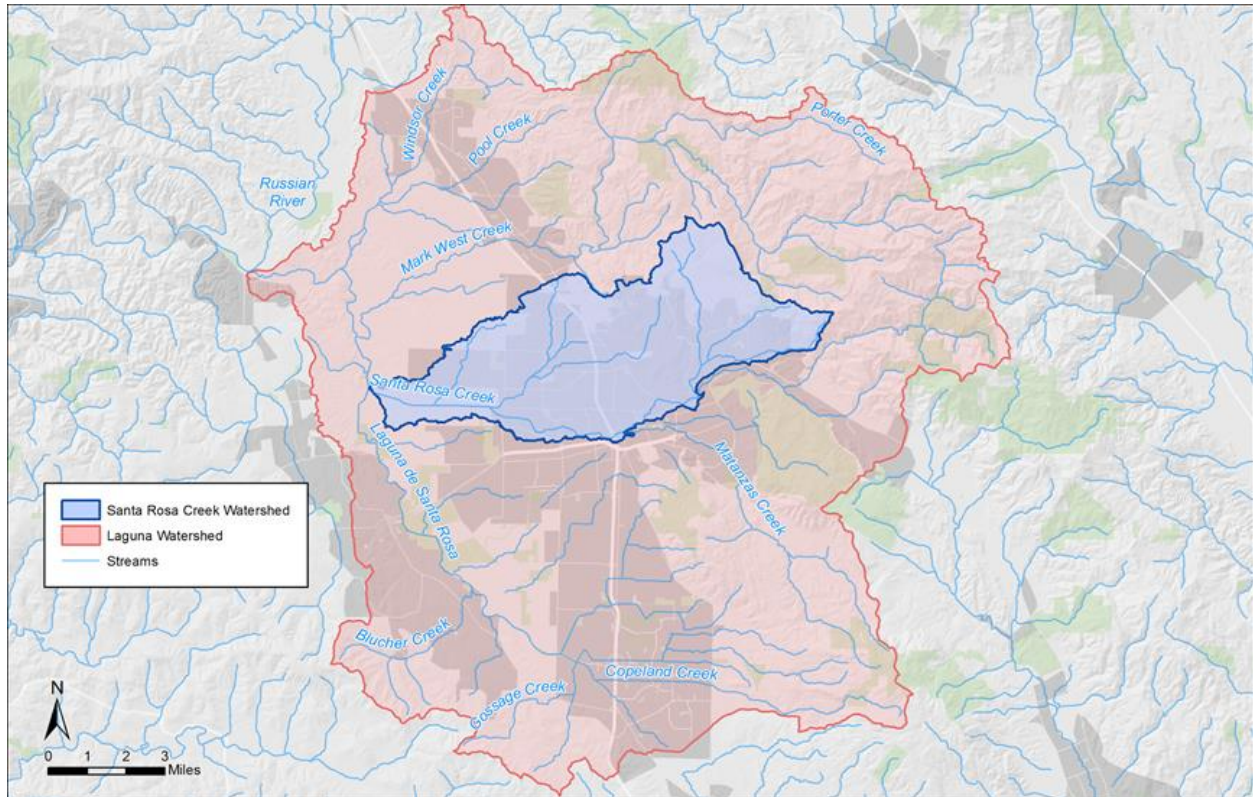 Windsor Creek
Pool Creek
Porter Creek
Russian
River
Mark West Creek
Santa Rosa Creek
Laguna de Santa Rosa
Matanzas Creek
Santa Rosa Creek Watershed
Laguna Watershed
Streams
Blucher Creek
Copeland Creek
Gossage Creek
N
0 1 2 3
Miles